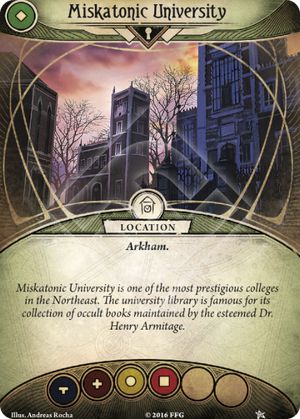 Miskatonic University
LOCATION
Arkham.
Miskatonic University is one of the most prestigious colleges
in the Northeast. The university library is famous for its
collection of occult books maintained by the esteemed Dr.
Henry Armitage.
Illus. Andreas Rocha
© 2016 FFG